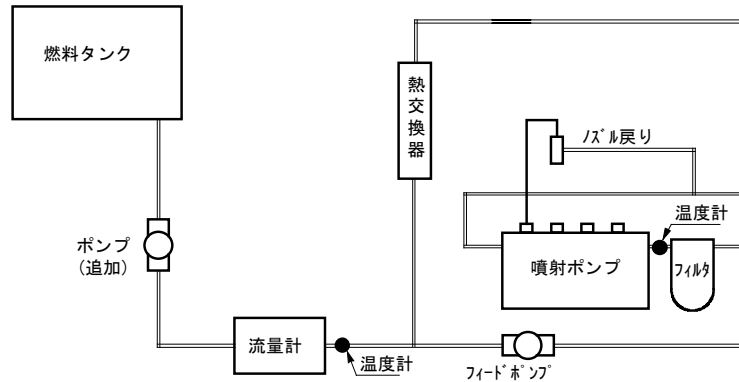 燃料タンク
熱交換器
ﾉｽﾞﾙ戻り
温度計
ポンプ
(追加)
噴射ポンプ
フィルタ
流量計
温度計
ﾌｨｰﾄﾞﾎﾟﾝﾌﾟ